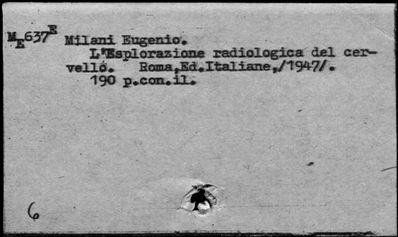 ME637E Milani Eugenio.
L'Esplorazione radiologica del cer-
vello. Roma,Ed.Italiane,/1947/.
190 p.con.il.
6